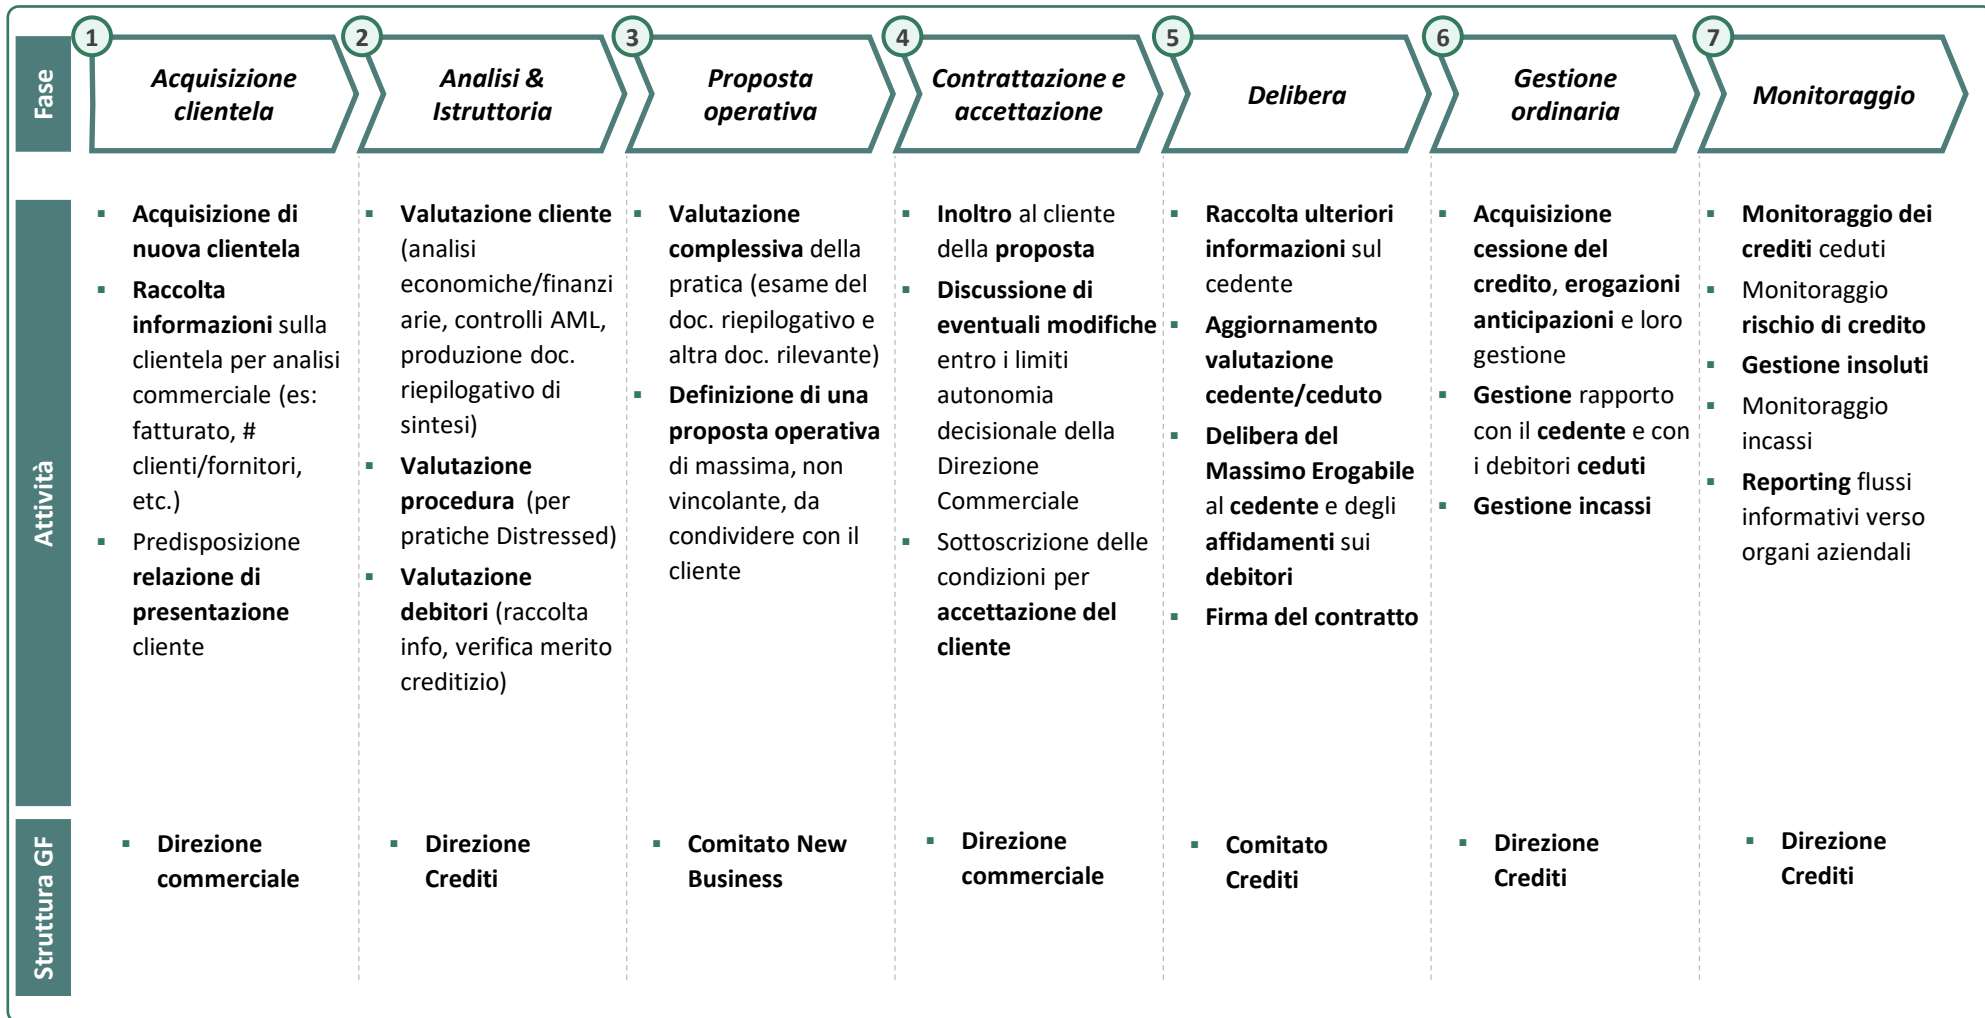 Fase
1
Acquisizione
clientela
2
Analisi &
Istruttoria
3
Proposta
operativa
4
Contrattazione e
accettazione
5
Delibera
6
Gestione
ordinaria
7
Monitoraggio
Attività
▪ Acquisizione di
nuova clientela
▪ Raccolta
informazioni sulla
clientela per analisi
commerciale (es:
fatturato, #
clienti/fornitori,
etc.)
▪ Predisposizione
relazione di
presentazione
cliente
▪ Valutazione cliente
(analisi
economiche/finanzi
arie, controlli AML,
produzione doc.
riepilogativo di
sintesi)
▪ Valutazione
procedura (per
pratiche Distressed)
▪ Valutazione
debitori (raccolta
info, verifica merito
creditizio)
▪ Valutazione
complessiva della
pratica (esame del
doc. riepilogativo e
altra doc. rilevante)
▪ Definizione di una
proposta operativa
di massima, non
vincolante, da
condividere con il
cliente
▪ Inoltro al cliente
della proposta
▪ Discussione di
eventuali modifiche
entro i limiti
autonomia
decisionale della
Direzione
Commerciale
▪ Sottoscrizione delle
condizioni per
accettazione del
cliente
▪ Raccolta ulteriori
informazioni sul
cedente
▪ Aggiornamento
valutazione
cedente/ceduto
▪ Delibera del
Massimo Erogabile
al cedente e degli
affidamenti sui
debitori
▪ Firma del contratto
▪ Acquisizione
cessione del
credito, erogazioni
anticipazioni e loro
gestione
▪ Gestione rapporto
con il cedente e con
i debitori ceduti
▪ Gestione incassi
▪ Monitoraggio dei
crediti ceduti
▪ Monitoraggio
rischio di credito
▪ Gestione insoluti
▪ Monitoraggio
incassi
▪ Reporting flussi
informativi verso
organi aziendali
Struttura GF
▪ Direzione
commerciale
▪ Direzione
Crediti
▪ Comitato New
Business
▪ Direzione
commerciale
▪ Comitato
Crediti
▪ Direzione
Crediti
▪ Direzione
Crediti